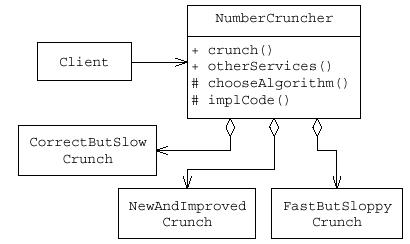 NumberCruncher
+ crunch()
+ otherServices()
# chooseAlgorithm()
# implCode()
Client
CorrectButSlow
Crunch
NewAndImproved
Crunch
FastButSloppy
Crunch